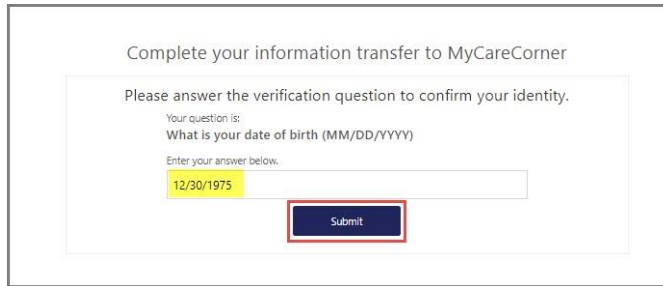 Complete your information transfer to MyCareCorner
Please answer the verification question to confirm your identity.
Your question is:
What is your date of birth (MM/DD/YYYY)
Enter your answer below.
12/30/1975
Submit